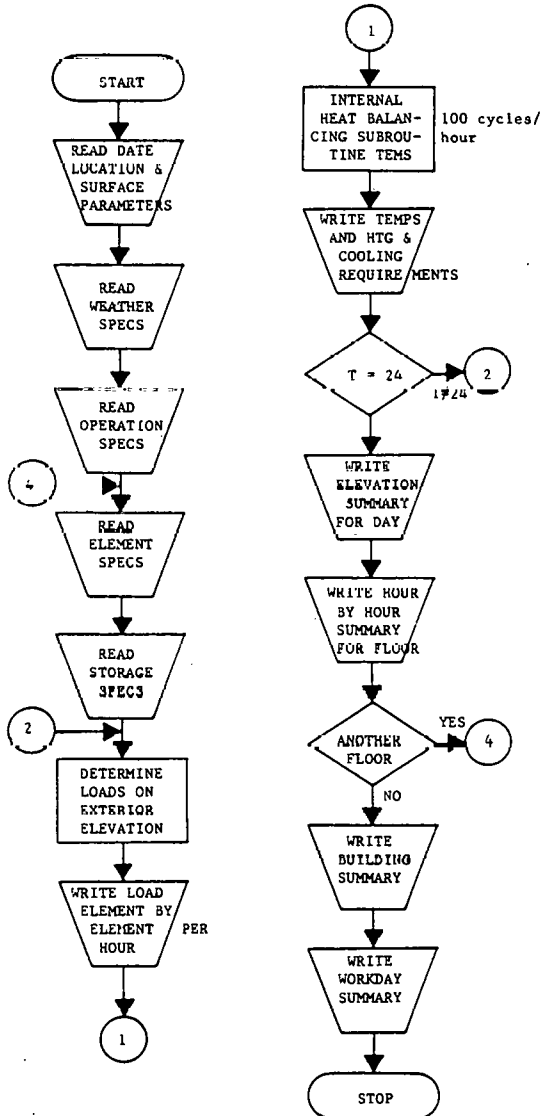 START
READ DATE
LOCATION &
SURFACE
PARAMETERS
READ
WEATHER
SPECS
READ
OPERATION
SPECS
4
READ
ELEMENT
SPECS
READ
STORAGE
SPECS
2
DETERMINE
LOADS ON
EXTERIOR
ELEVATION
WRITE LOAD
ELEMENT BY
ELEMENT PER
HOUR
1
1
INTERNAL
HEAT BALAN-
CING SUBROU-
TINE TEMS
100 cycles/
hour
WRITE TEMPS
AND HTG &
COOLING
REQUIREMENTS
T = 24
T≠24
2
WRITE
ELEVATION
SUMMARY
FOR DAY
WRITE HOUR
BY HOUR
SUMMARY
FOR FLOOR
ANOTHER
FLOOR
YES
4
NO
WRITE
BUILDING
SUMMARY
WRITE
WORKDAY
SUMMARY
STOP